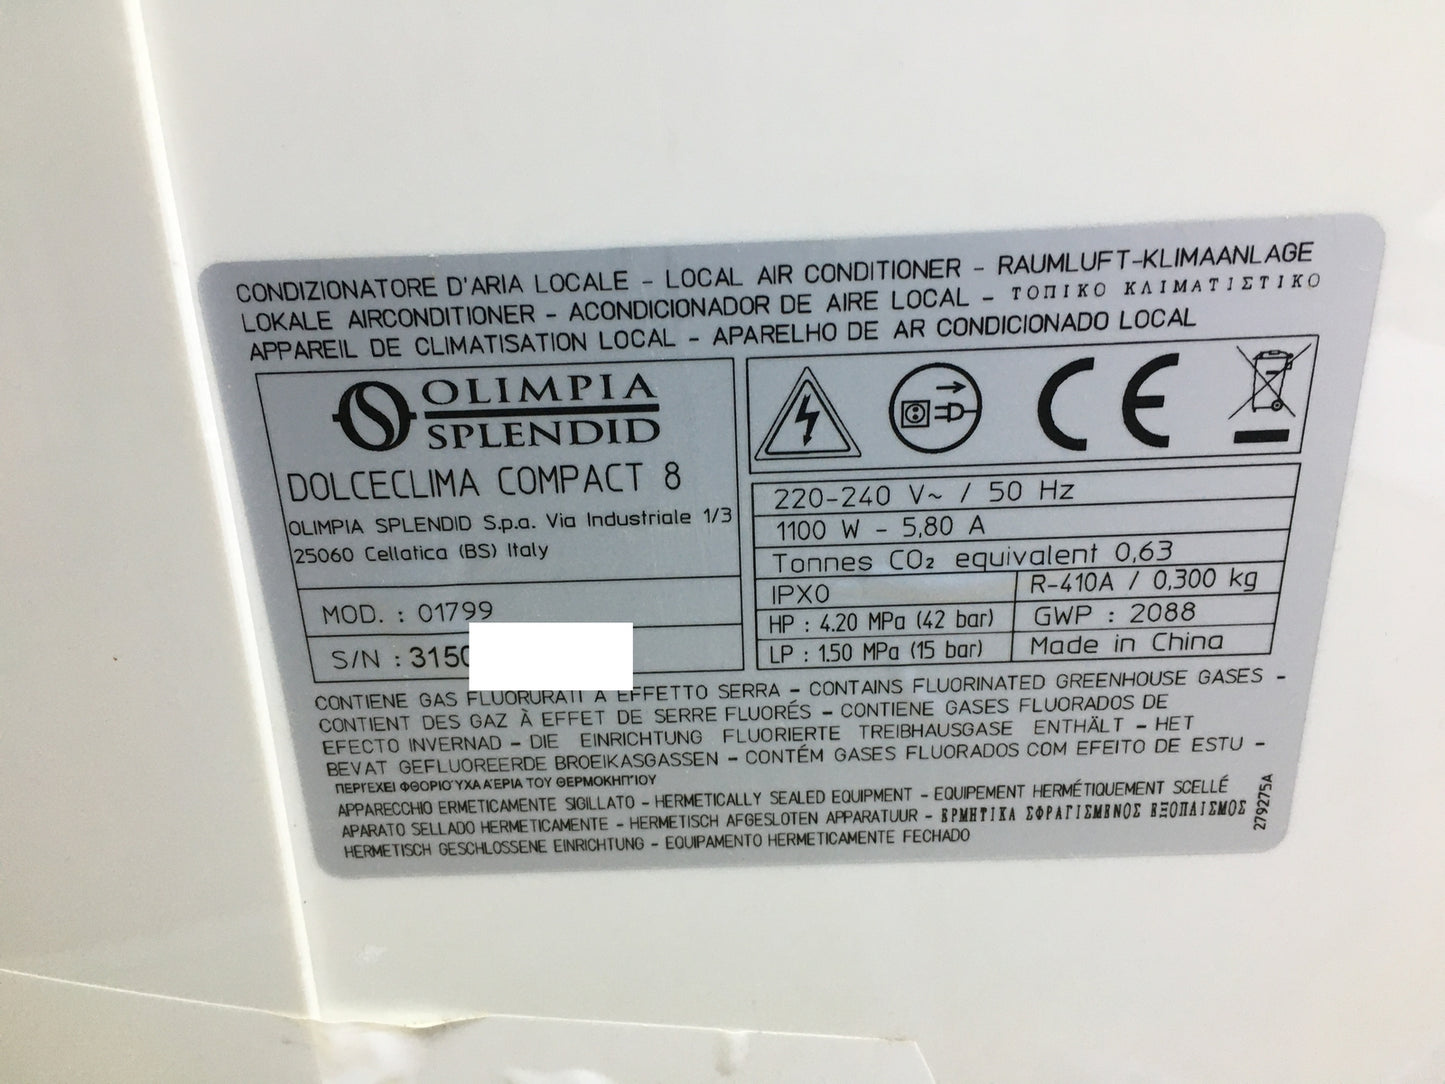 CONDIZIONATORE D'ARIA LOCALE - LOCAL AIR CONDITIONER - RAUMLUFT-KLIMAANLAGE
LOKALE AIRCONDITIONER - ACONDICIONADOR DE AIRE LOCAL - ΤΟΠΙΚΟ ΚΛΙΜΑΤΙΣΤΙΚΟ
APPAREIL DE CLIMATISATION LOCAL - APARELHO DE AR CONDICIONADO LOCAL
OLIMPIA
SPLENDID
DOLCECLIMA COMPACT 8
OLIMPIA SPLENDID S.p.a. Via Industriale 1/3
25060 Cellatica (BS) Italy
MOD. : 01799
S/N : 3150
CE
220-240 V~ / 50 Hz
1100 W - 5,80 A
Tonnes CO₂ equivalent 0,63
IPX0
R-410A / 0,300 kg
HP : 4.20 MPa (42 bar)
GWP : 2088
LP : 1.50 MPa (15 bar)
Made in China
CONTIENE GAS FLUORURATI A EFFETTO SERRA - CONTAINS FLUORINATED GREENHOUSE GASES -
CONTIENT DES GAZ À EFFET DE SERRE FLUORÉS - CONTIENE GASES FLUORADOS DE
EFECTO INVERNAD - DIE EINRICHTUNG FLUORIERTE TREIBHAUSGASE ENTHÄLT - HET
BEVAT GEFLUOREERDE BROEIKASGASSEN - CONTÉM GASES FLUORADOS COM EFEITO DE ESTU -
ΤΟΥ
APPARECCHIO ERMETICAMENTE SIGILLATO - HERMETICALLY SEALED EQUIPMENT - EQUIPEMENT HERMÉTIQUEMENT SCELLÉ
APARATO SELLADO HERMETICAMENTE - HERMETISCH AFGESLOTEN APPARATUUR - ΕΡΜΗΤΙΚΑ ΣΦΡΑΓΙΣΜΕΝΟΣ ΕΞΟΠΛΙΣΜΟΣ
HERMETISCH GESCHLOSSENE EINRICHTUNG - EQUIPAMENTO HERMETICAMENTE FECHADO
279275A